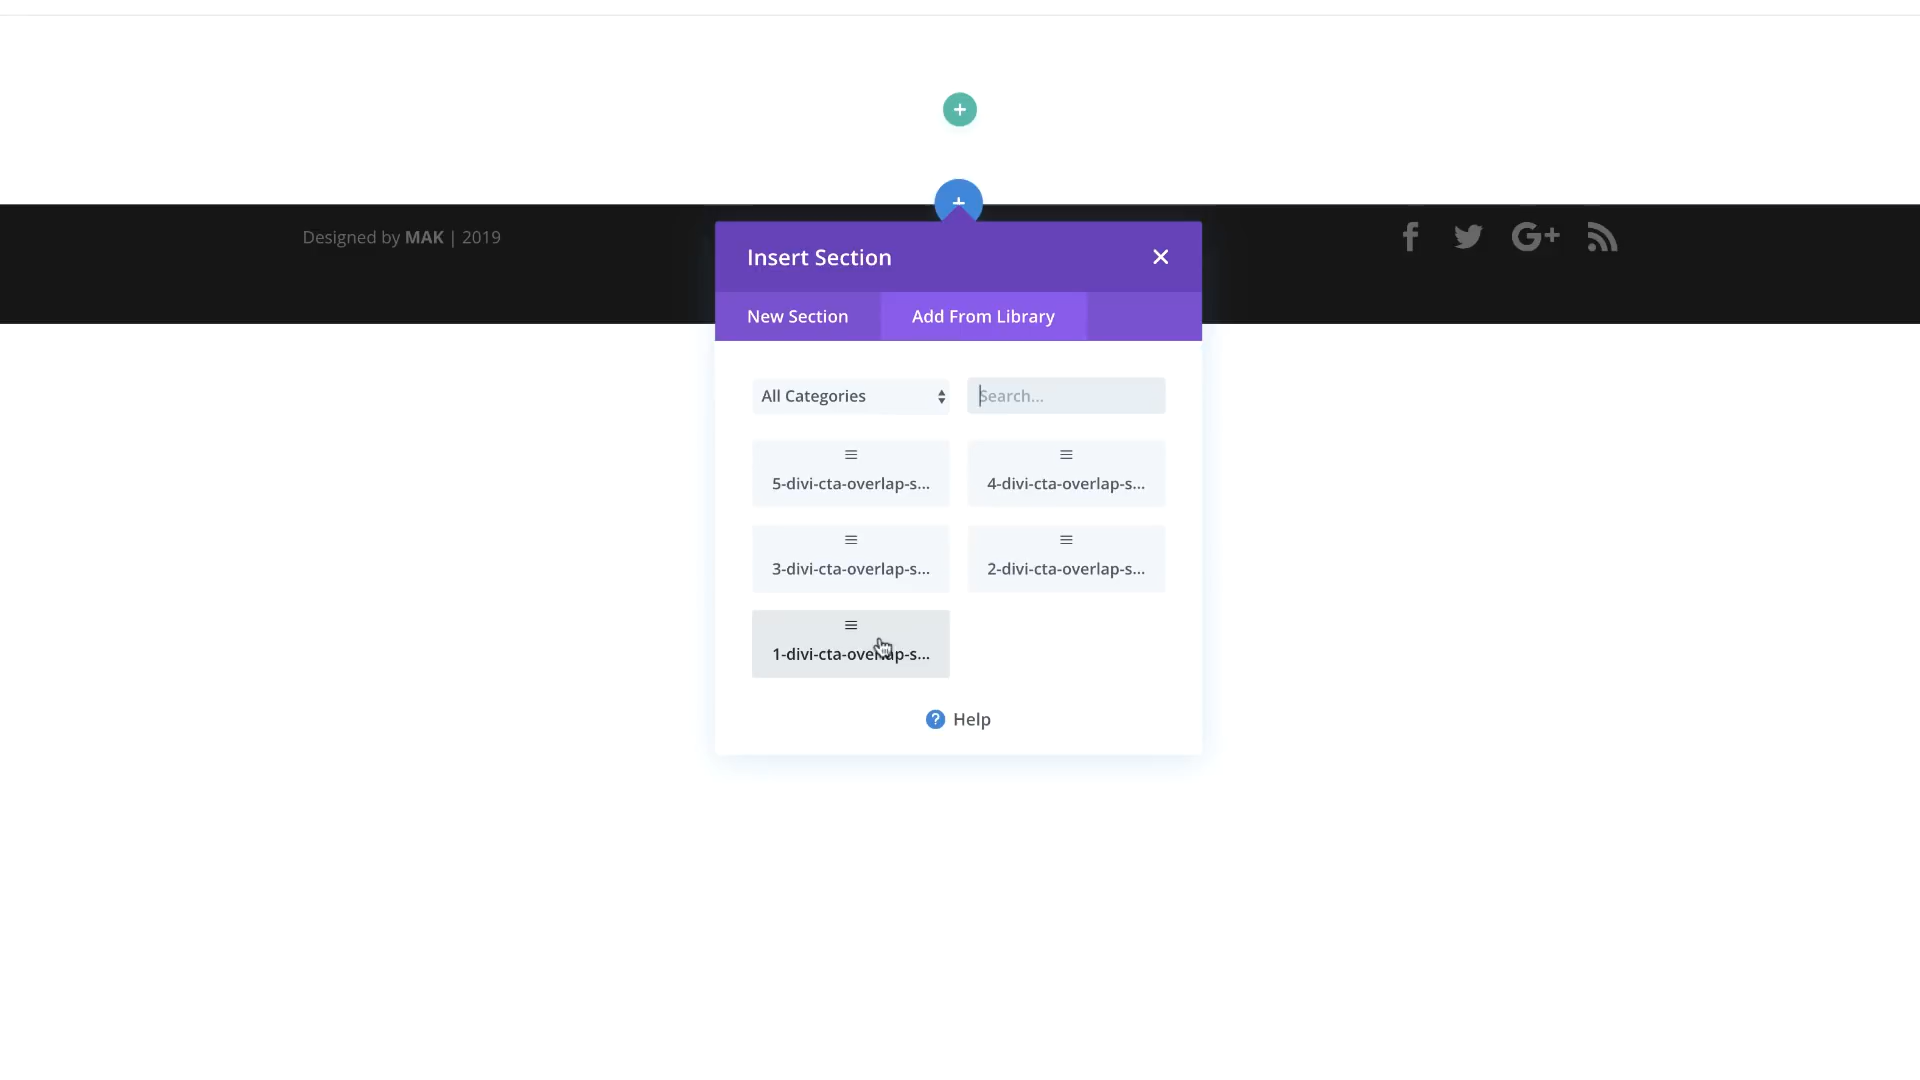 Designed by MAK | 2019
Insert Section
New Section
Add From Library
All Categories
Search...
5-divi-cta-overlap-s...
4-divi-cta-overlap-s...
3-divi-cta-overlap-s...
2-divi-cta-overlap-s...
1-divi-cta-overlap-s...
? Help